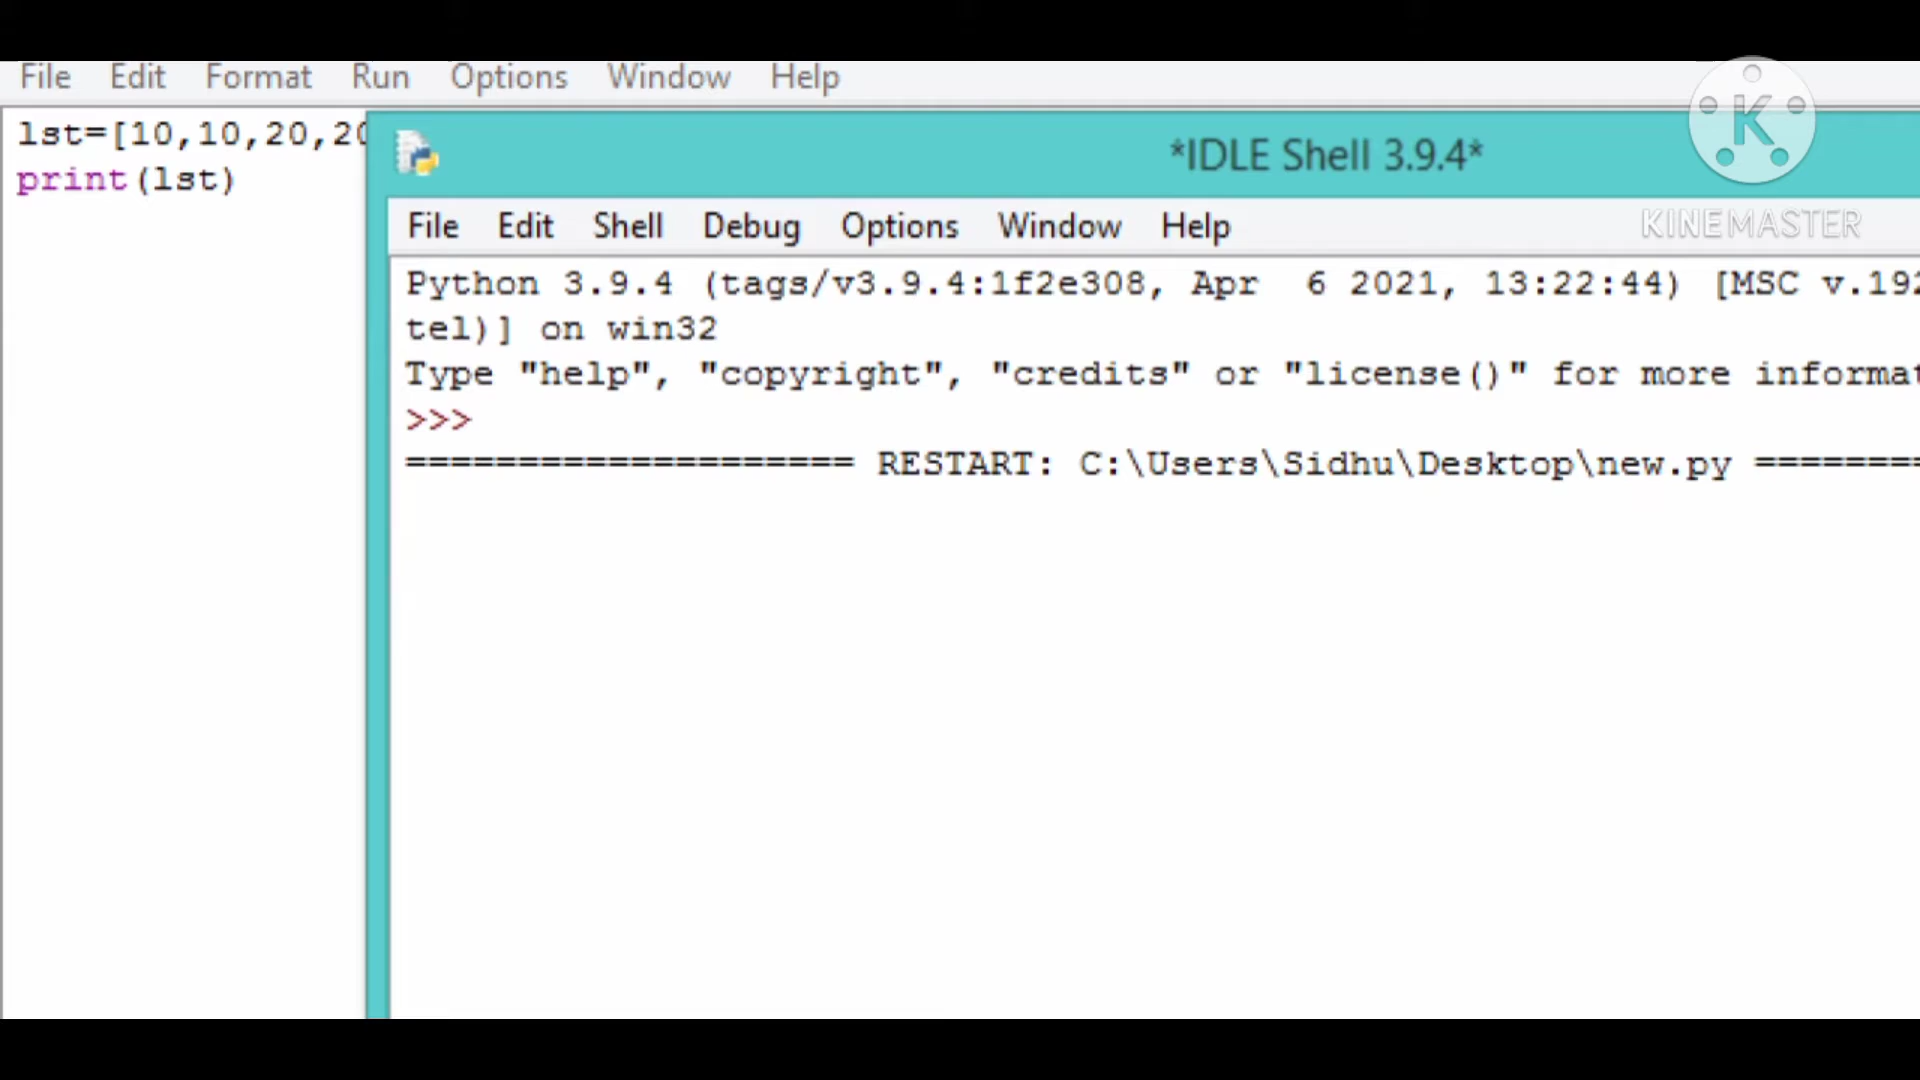 File Edit Format Run Options Window Help
lst=[10,10,20,20
print(lst)
*IDLE Shell 3.9.4*
K
KINEMASTER
File Edit Shell Debug Options Window Help
Python 3.9.4 (tags/v3.9.4:1f2e308, Apr  6 2021, 13:22:44) [MSC v.192
tel)] on win32
Type "help", "copyright", "credits" or "license()" for more informat
>>>
==================== RESTART: C:\Users\Sidhu\Desktop\new.py ========